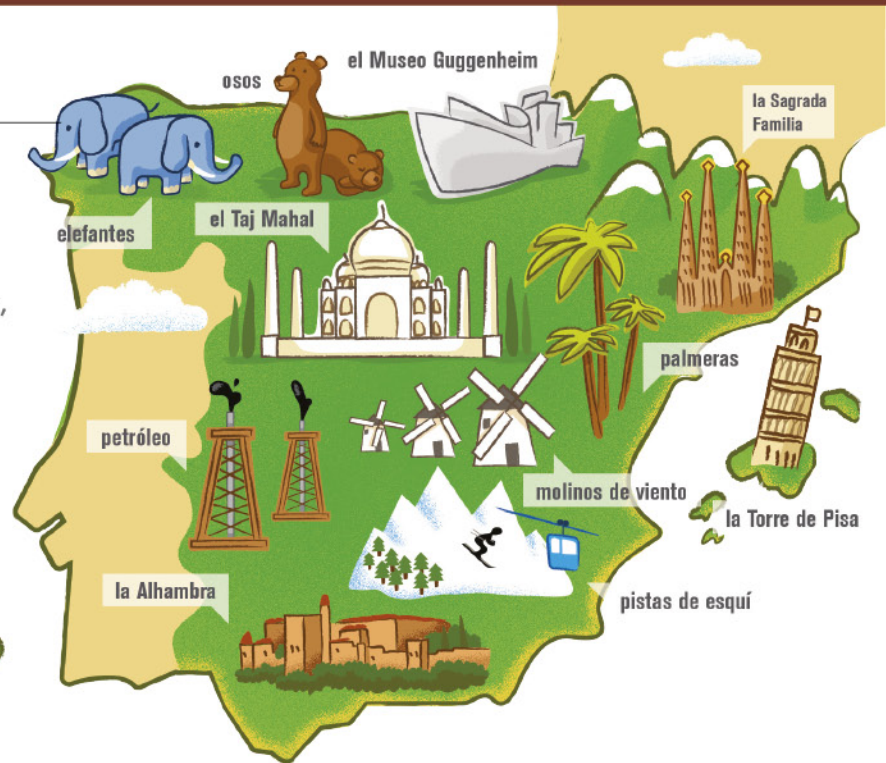 el Museo Guggenheim
osos
la Sagrada
Familia
el Taj Mahal
elefantes
,
palmeras
petróleo
molinos de viento
la Torre de Pisa
la Alhambra
pistas de esquí